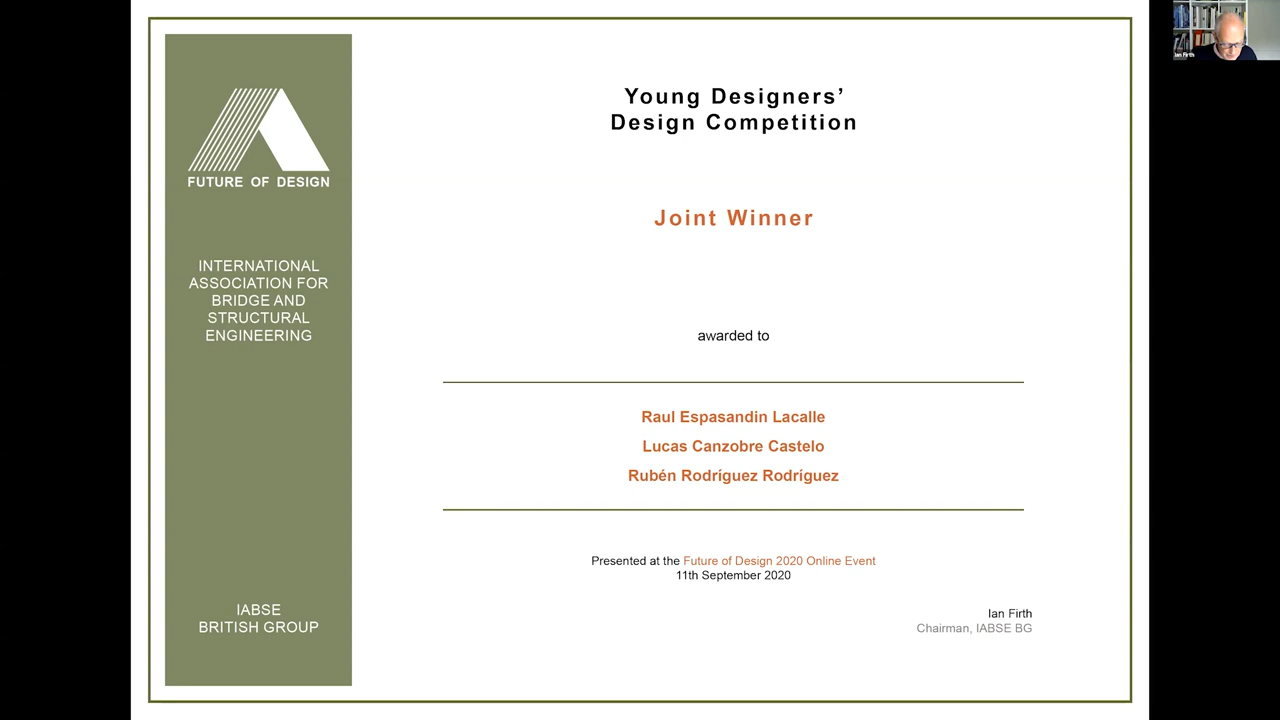 Young Designers’
Design Competition
Joint Winner
awarded to
Raul Espasandin Lacalle
Lucas Canzobre Castelo
Rubén Rodríguez Rodríguez
Presented at the Future of Design 2020 Online Event
11th September 2020
Ian Firth
Chairman, IABSE BG
FUTURE OF DESIGN
INTERNATIONAL
ASSOCIATION FOR
BRIDGE AND
STRUCTURAL
ENGINEERING
IABSE
BRITISH GROUP
Ian Firth